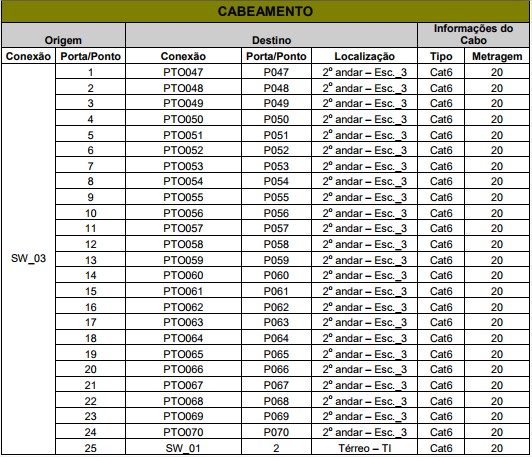 CABEAMENTO
Origem Destino Informações do Cabo
Conexão Porta/Ponto Conexão Porta/Ponto Localização Tipo Metragem
1 PTO047 P047 2º andar – Esc._3 Cat6 20
2 PTO048 P048 2º andar – Esc._3 Cat6 20
3 PTO049 P049 2º andar – Esc._3 Cat6 20
4 PTO050 P050 2º andar – Esc._3 Cat6 20
5 PTO051 P051 2º andar – Esc._3 Cat6 20
6 PTO052 P052 2º andar – Esc._3 Cat6 20
7 PTO053 P053 2º andar – Esc._3 Cat6 20
8 PTO054 P054 2º andar – Esc._3 Cat6 20
9 PTO055 P055 2º andar – Esc._3 Cat6 20
10 PTO056 P056 2º andar – Esc._3 Cat6 20
11 PTO057 P057 2º andar – Esc._3 Cat6 20
12 PTO058 P058 2º andar – Esc._3 Cat6 20
SW_03 13 PTO059 P059 2º andar – Esc._3 Cat6 20
14 PTO060 P060 2º andar – Esc._3 Cat6 20
15 PTO061 P061 2º andar – Esc._3 Cat6 20
16 PTO062 P062 2º andar – Esc._3 Cat6 20
17 PTO063 P063 2º andar – Esc._3 Cat6 20
18 PTO064 P064 2º andar – Esc._3 Cat6 20
19 PTO065 P065 2º andar – Esc._3 Cat6 20
20 PTO066 P066 2º andar – Esc._3 Cat6 20
21 PTO067 P067 2º andar – Esc._3 Cat6 20
22 PTO068 P068 2º andar – Esc._3 Cat6 20
23 PTO069 P069 2º andar – Esc._3 Cat6 20
24 PTO070 P070 2º andar – Esc._3 Cat6 20
25 SW_01 2 Térreo – TI Cat6 20